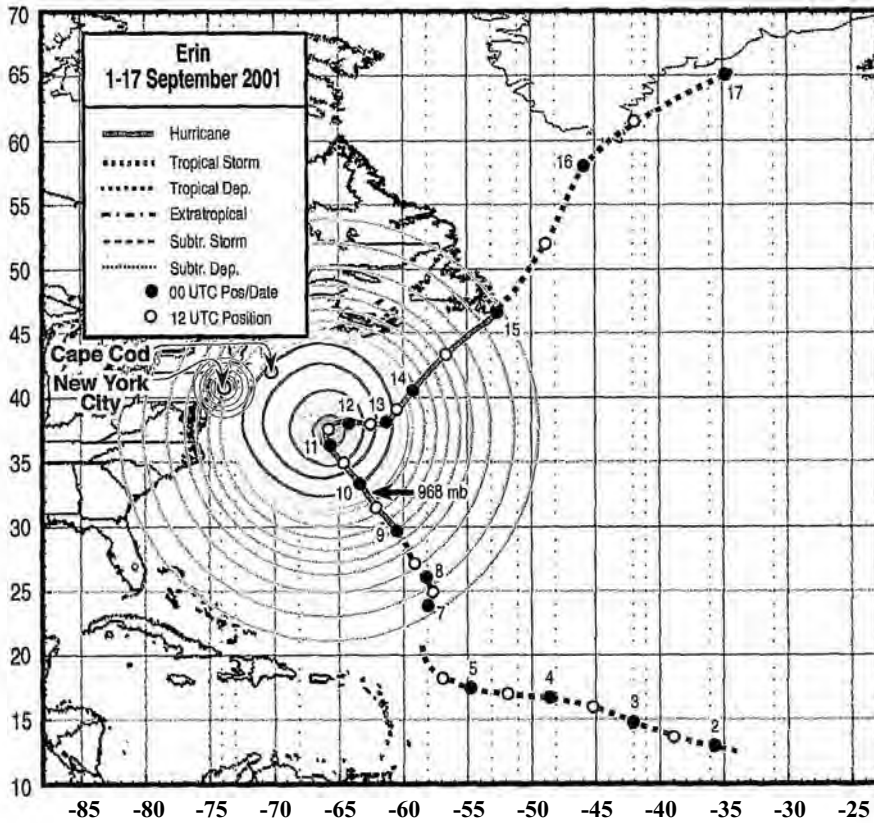 Erin
1-17 September 2001
Hurricane
Tropical Storm
Tropical Dep.
Extratropical
Subtr. Storm
Subtr. Dep.
00 UTC Pos/Date
12 UTC Position
Cape Cod
New York
City
968 mb
17
16
15
14
13
12
11
10
9
8
7
5
4
3
2
70
65
60
55
50
45
40
35
30
25
20
15
10
-85 -80 -75 -70 -65 -60 -55 -50 -45 -40 -35 -30 -25